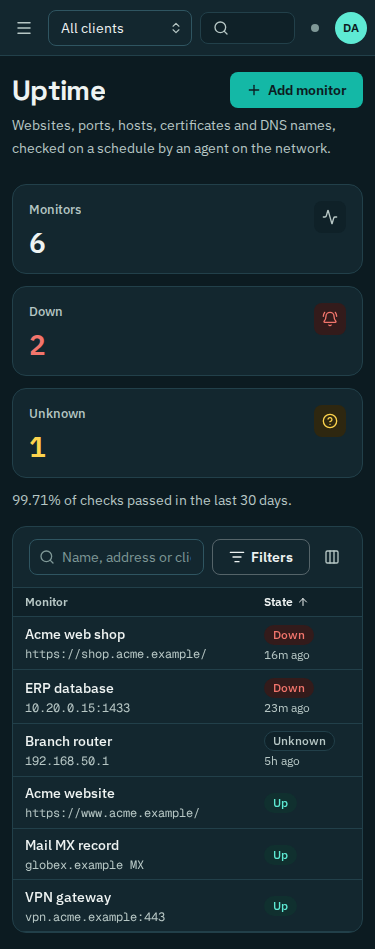 All clients
DA
Uptime
Add monitor
Websites, ports, hosts, certificates and DNS names,
checked on a schedule by an agent on the network.
Monitors
6
Down
2
Unknown
1
99.71% of checks passed in the last 30 days.
Name, address or cli
Filters
Monitor State
Acme web shop Down
https://shop.acme.example/ 16m ago
ERP database Down
10.20.0.15:1433 23m ago
Branch router Unknown
192.168.50.1 5h ago
Acme website
https://www.acme.example/ Up
Mail MX record
globex.example MX Up
VPN gateway
vpn.acme.example:443 Up